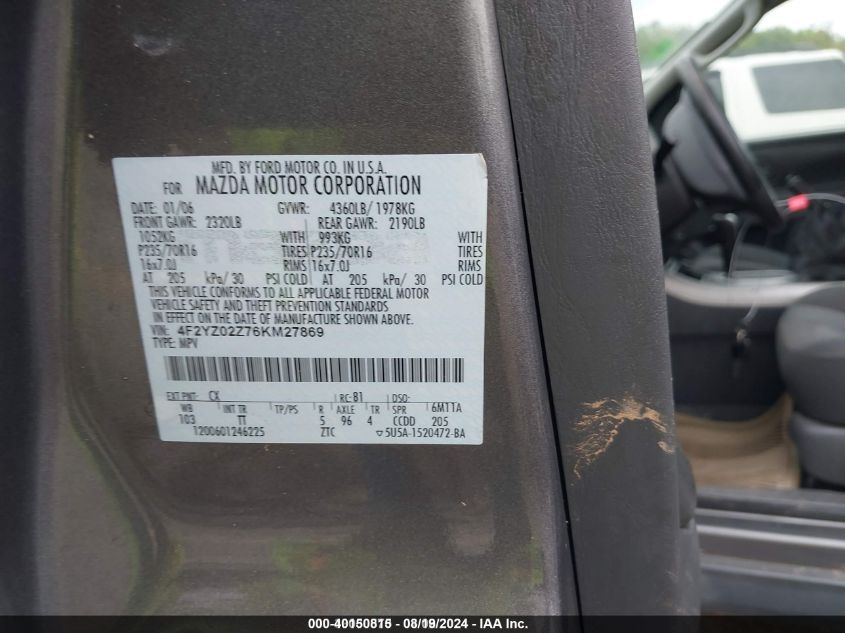 MFD. BY FORD MOTOR CO. IN U.S.A.
FOR MAZDA MOTOR CORPORATION
DATE: 01/06 GVWR: 4360LB/ 1978KG
FRONT GAWR: 2320LB REAR GAWR: 2190LB
1052KG WITH 993KG WITH
P235/70R16 TIRES P235/70R16 TIRES
16x7.0J RIMS 16x7.0J RIMS
AT 205 kPa/ 30 PSI COLD AT 205 kPa/ 30 PSI COLD
THIS VEHICLE CONFORMS TO ALL APPLICABLE FEDERAL MOTOR
VEHICLE SAFETY AND THEFT PREVENTION STANDARDS
IN EFFECT ON THE DATE OF MANUFACTURE SHOWN ABOVE.
VIN: 4F2YZ02Z76KM27869
TYPE: MPV
EXT PNT: CX RC: 81 DSO:
WB INT TR TP/PS R AXLE TR SPR 6M11A
103 TT 5 96 4 CCDD 205
1200601246225 ZTC ▽5U5A-1520472-BA
000-40150815 - 08/19/2024 - IAA Inc.